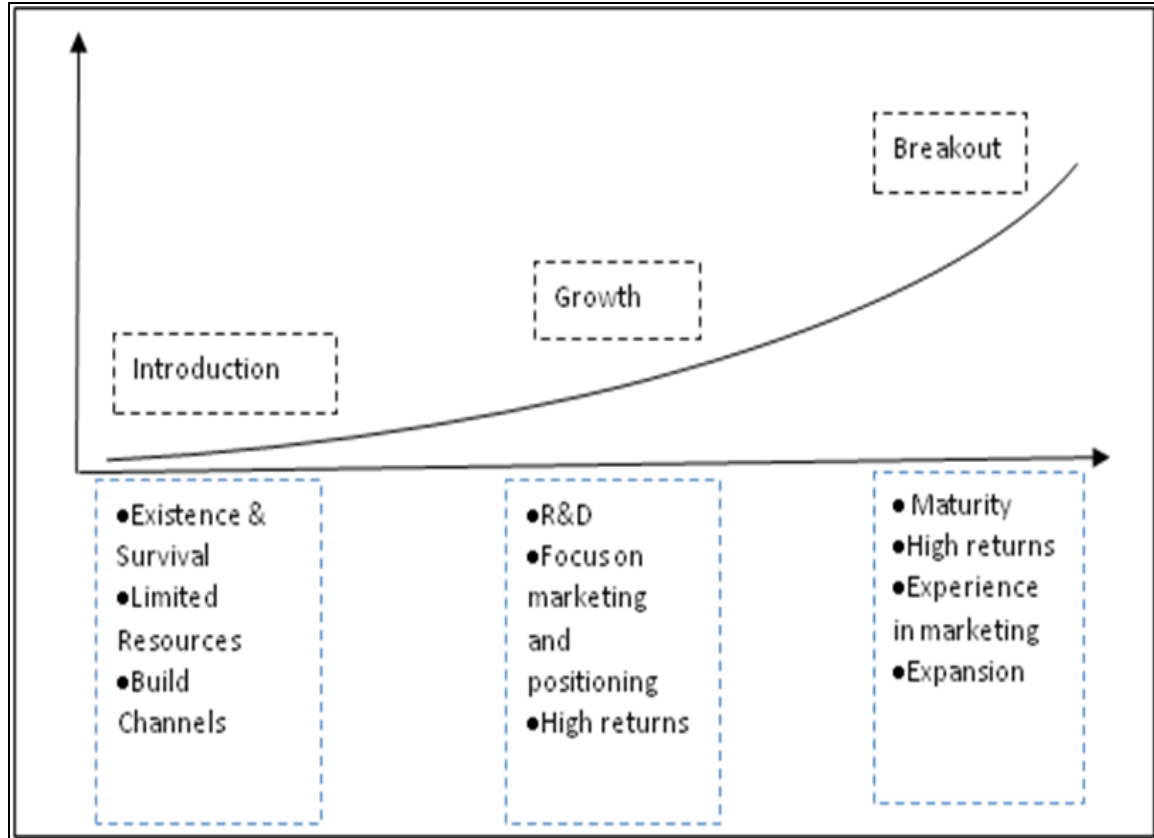 Breakout
Growth
Introduction
●Existence &
Survival
●Limited
Resources
●Build
Channels
●R&D
●Focus on
marketing
and
positioning
●High returns
● Maturity
●High returns
●Experience
in marketing
●Expansion